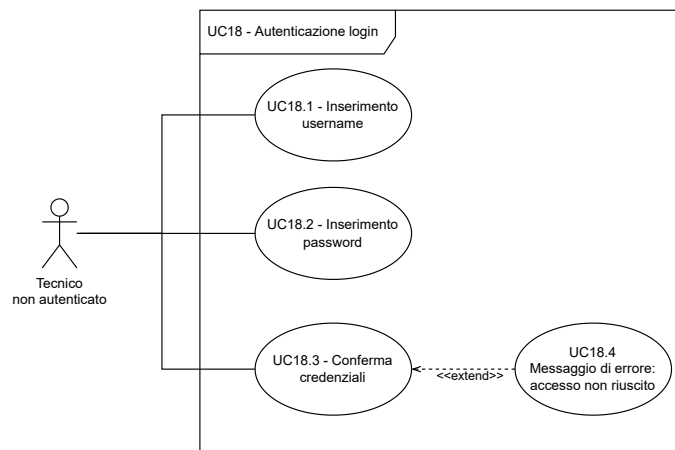 UC18 - Autenticazione login
UC18.1 - Inserimento
username
UC18.2 - Inserimento
password
Tecnico
non autenticato
UC18.3 - Conferma
credenziali
<<extend>>
UC18.4
Messaggio di errore:
accesso non riuscito